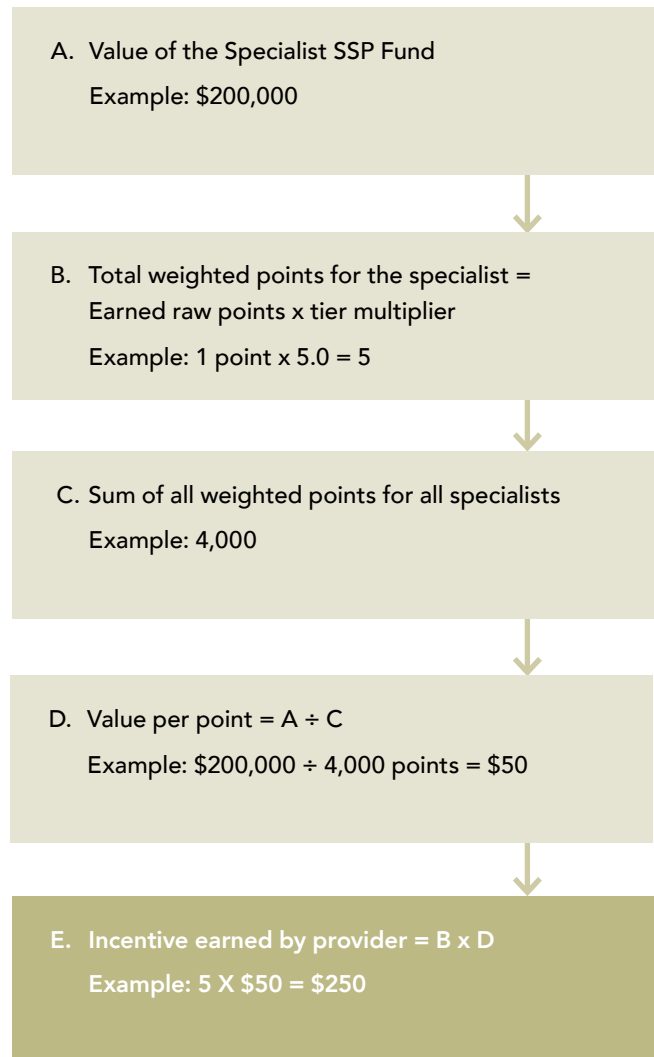 A. Value of the Specialist SSP Fund
Example: $200,000
B. Total weighted points for the specialist =
Earned raw points x tier multiplier
Example: 1 point x 5.0 = 5
C. Sum of all weighted points for all specialists
Example: 4,000
D. Value per point = A ÷ C
Example: $200,000 ÷ 4,000 points = $50
E. Incentive earned by provider = B x D
Example: 5 X $50 = $250